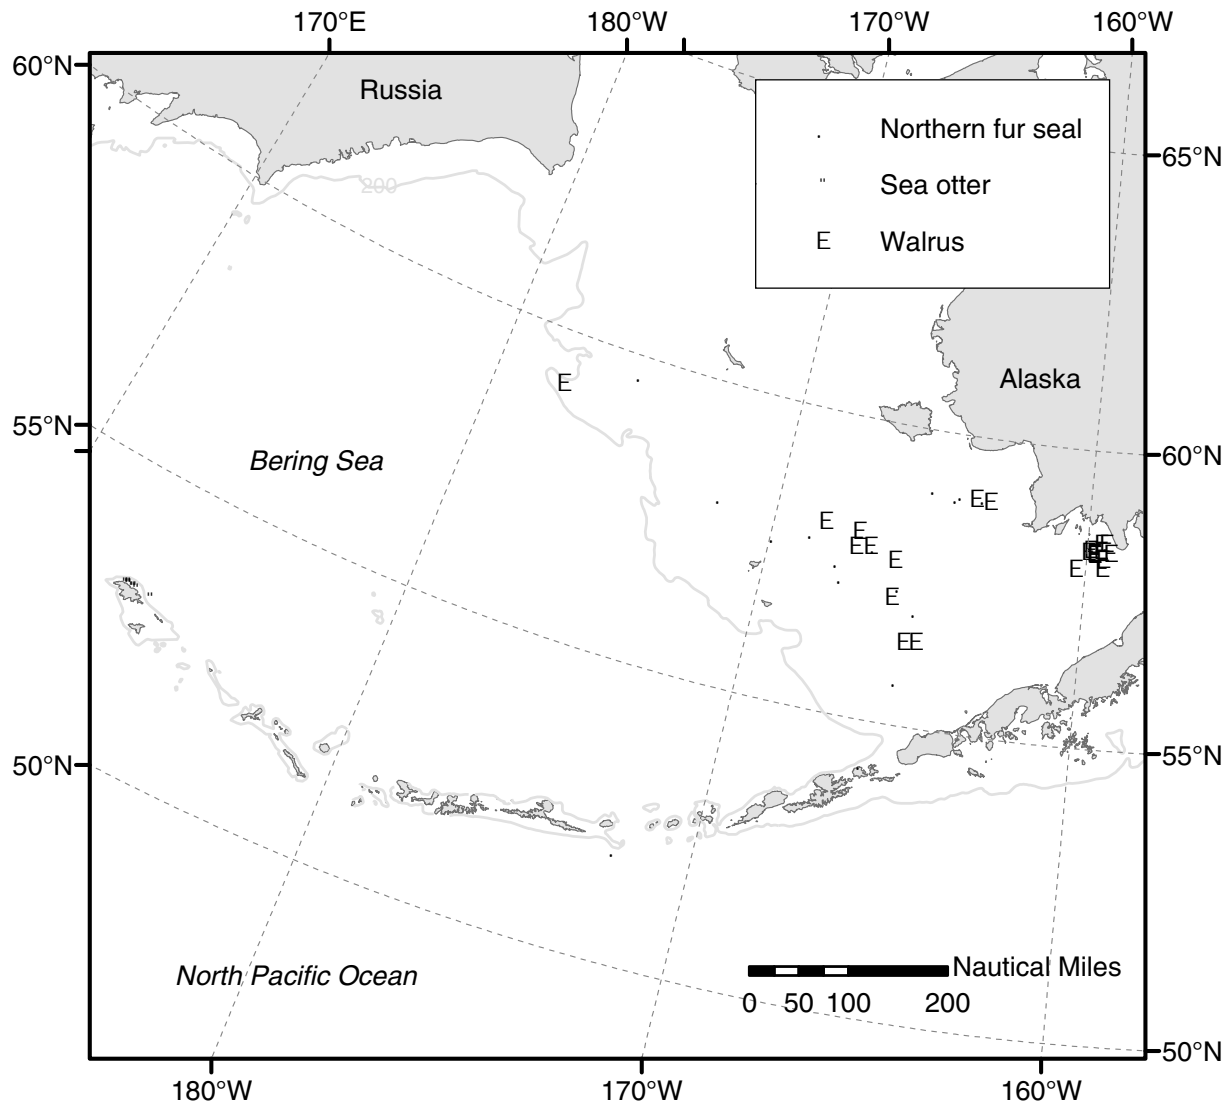 170°E 180°W 170°W 160°W
60°N
Russia
Northern fur seal
" Sea otter
E Walrus
65°N
200
Alaska
E
55°N
Bering Sea
60°N
E E
E
E
E E
E
E
E E
E E
50°N
55°N
North Pacific Ocean
Nautical Miles
0 50 100 200
50°N
180°W 170°W 160°W